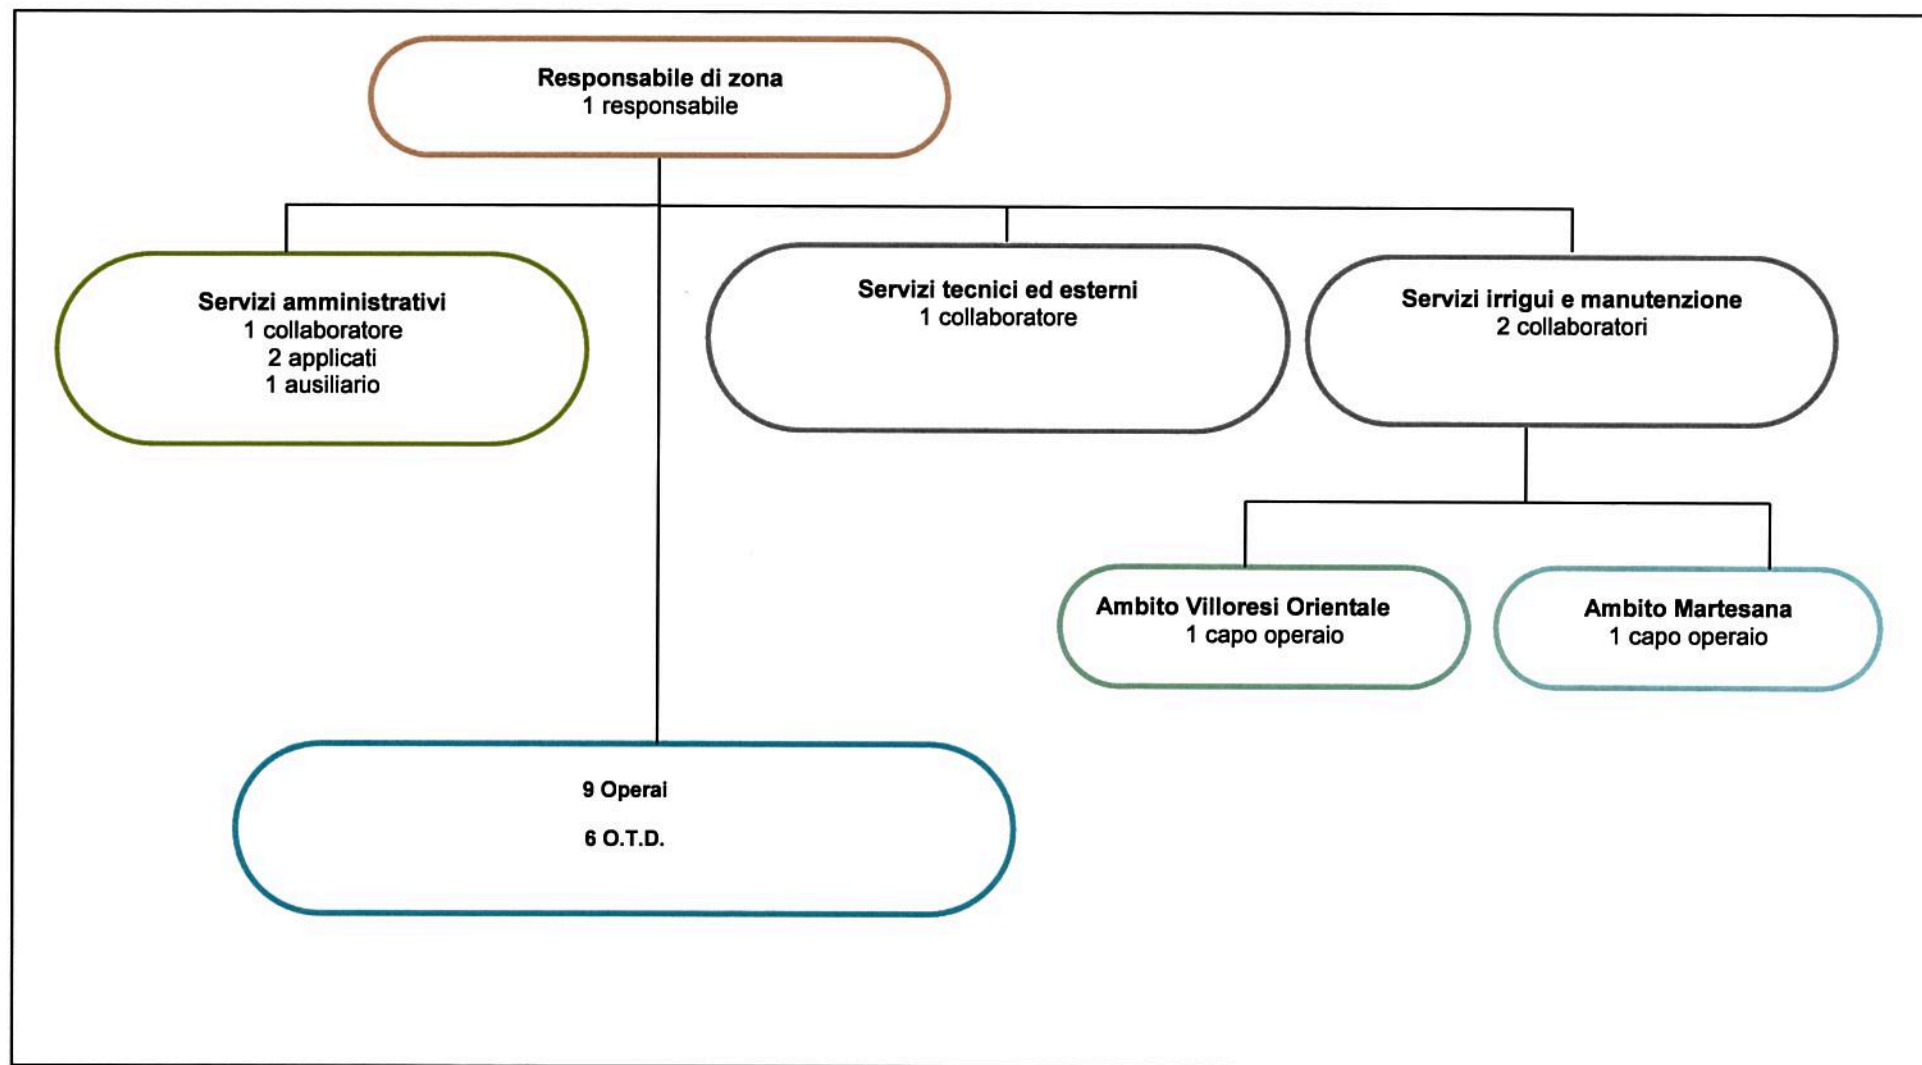 Responsabile di zona
1 responsabile
Servizi amministrativi
1 collaboratore
2 applicati
1 ausiliario
Servizi tecnici ed esterni
1 collaboratore
Servizi irrigui e manutenzione
2 collaboratori
Ambito Villoresi Orientale
1 capo operaio
Ambito Martesana
1 capo operaio
9 Operai
6 O.T.D.